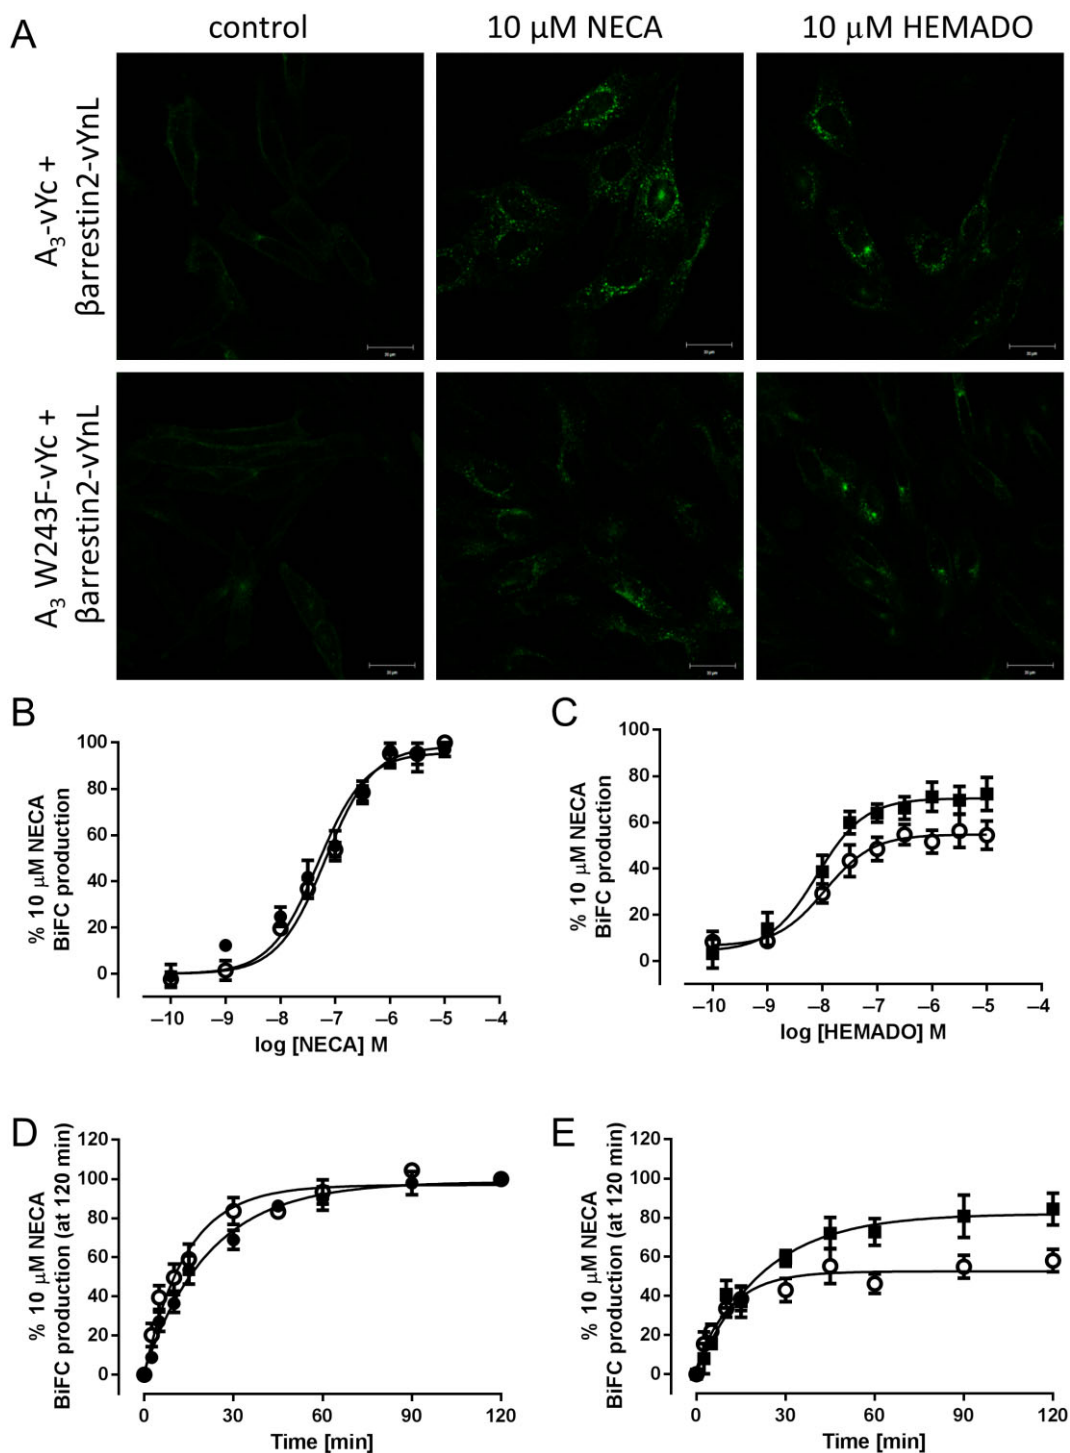 A
control
10 μM NECA
10 μM HEMADO
A3-vYc +
βarrestin2-vYnL
A3 W243F-vYc +
βarrestin2-vYnL
B
% 10 μM NECA
BiFC production
100
80
60
40
20
0
–10 –9 –8 –7 –6 –5 –4
log [NECA] M
C
% 10 μM NECA
BiFC production
100
80
60
40
20
0
–10 –9 –8 –7 –6 –5 –4
log [HEMADO] M
D
% 10 μM NECA
BiFC production (at 120 min)
120
100
80
60
40
20
0
0 30 60 90 120
Time [min]
E
% 10 μM NECA
BiFC production (at 120 min)
120
100
80
60
40
20
0
0 30 60 90 120
Time [min]